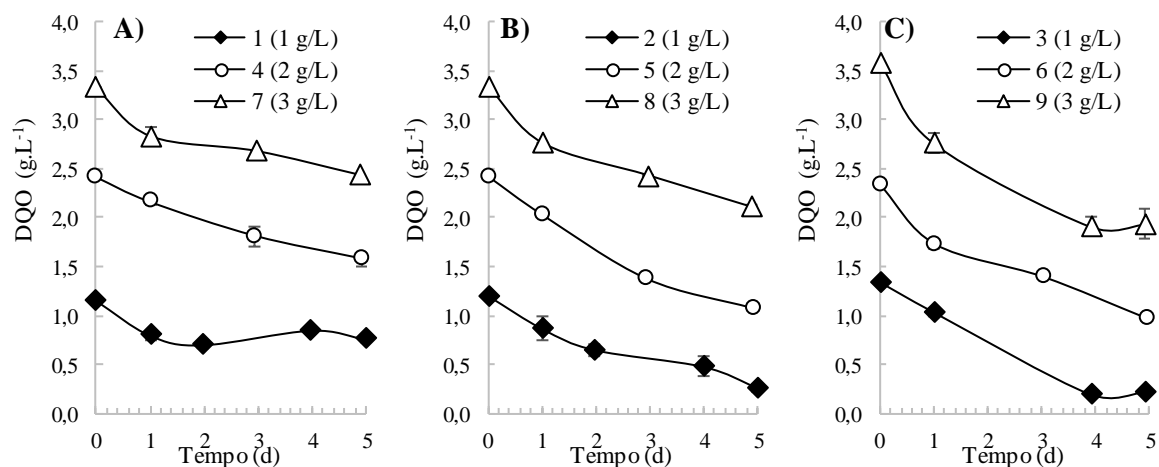 A)
1 (1 g/L)
4 (2 g/L)
7 (3 g/L)
4,0
3,5
3,0
2,5
2,0
1,5
1,0
0,5
0,0
DQO (g.L⁻¹)
0 1 2 3 4 5
Tempo (d)
B)
2 (1 g/L)
5 (2 g/L)
8 (3 g/L)
4,0
3,5
3,0
2,5
2,0
1,5
1,0
0,5
0,0
DQO (g.L⁻¹)
0 1 2 3 4 5
Tempo (d)
C)
3 (1 g/L)
6 (2 g/L)
9 (3 g/L)
4,0
3,5
3,0
2,5
2,0
1,5
1,0
0,5
0,0
DQO (g.L⁻¹)
0 1 2 3 4 5
Tempo (d)